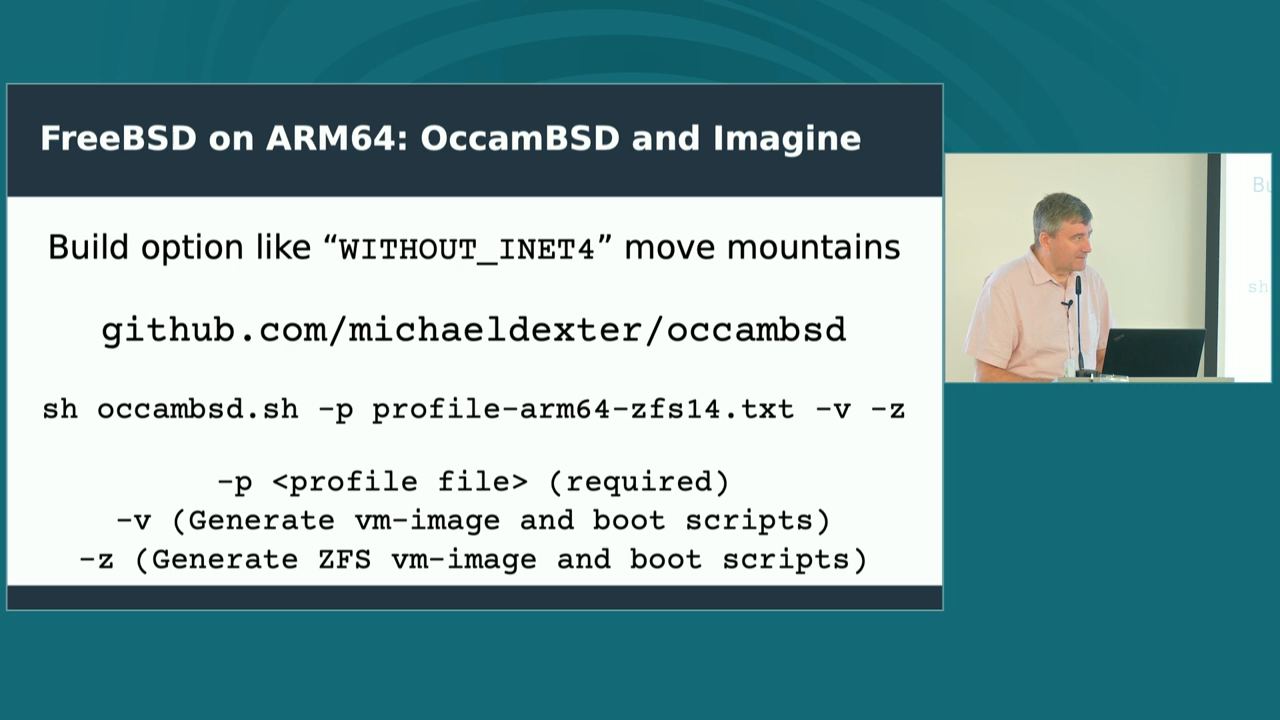 FreeBSD on ARM64: OccamBSD and Imagine
Build option like “WITHOUT_INET4” move mountains
github.com/michaeldexter/occambsd
sh occambsd.sh -p profile-arm64-zfs14.txt -v -z
-p <profile file> (required)
-v (Generate vm-image and boot scripts)
-z (Generate ZFS vm-image and boot scripts)
Bu
sh